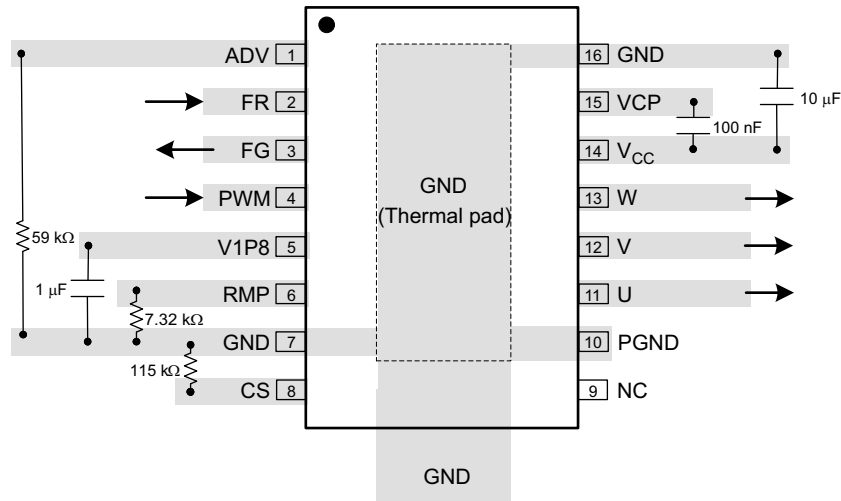 ADV 1
16 GND
FR 2
15 VCP
10 μF
100 nF
FG 3
14 VCC
GND
(Thermal pad)
PWM 4
13 W
59 kΩ
V1P8 5
12 V
1 μF
RMP 6
11 U
7.32 kΩ
GND 7
10 PGND
115 kΩ
CS 8
9 NC
GND